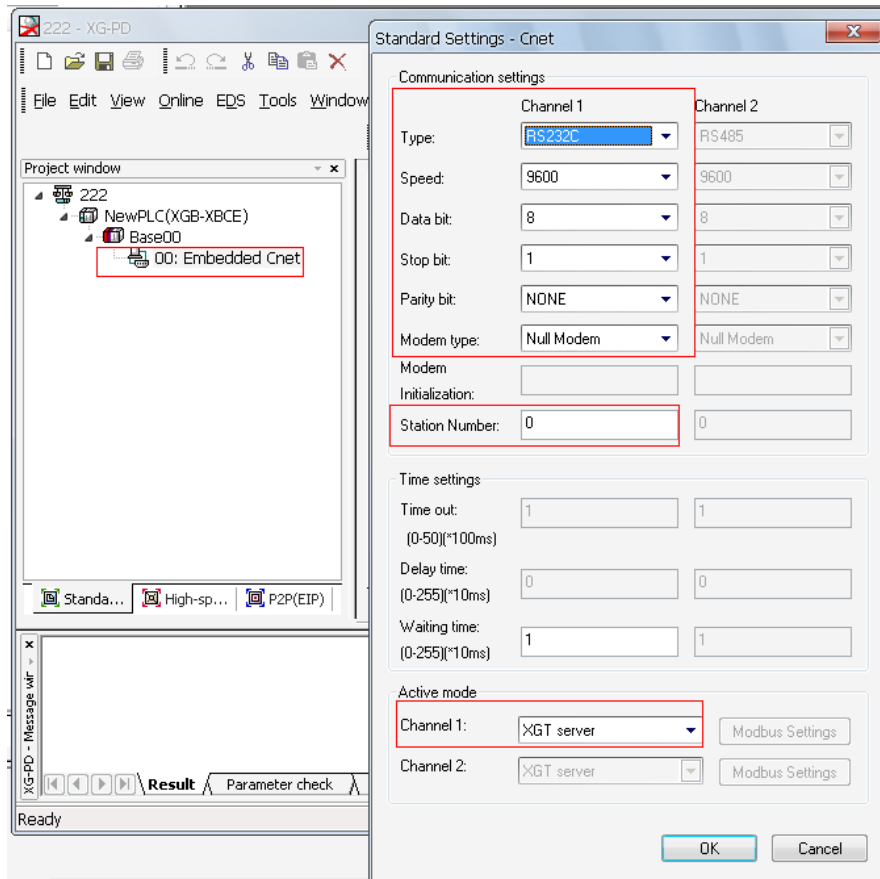 222 - XG-PD
File Edit View Online EDS Tools Window
Project window
222
NewPLC(XGB-XBCE)
Base00
00: Embedded Cnet
Standa... High-sp... P2P(EIP)
XG-PD - Message wir
Result Parameter check
Ready
Standard Settings - Cnet
Communication settings
Channel 1 Channel 2
Type: RS232C RS485
Speed: 9600 9600
Data bit: 8 8
Stop bit: 1 1
Parity bit: NONE NONE
Modem type: Null Modem Null Modem
Modem
Initialization:
Station Number: 0 0
Time settings
Time out: 1 1
(0-50)(*100ms)
Delay time: 0 0
(0-255)(*10ms)
Waiting time: 1 1
(0-255)(*10ms)
Active mode
Channel 1: XGT server Modbus Settings
Channel 2: XGT server Modbus Settings
OK Cancel